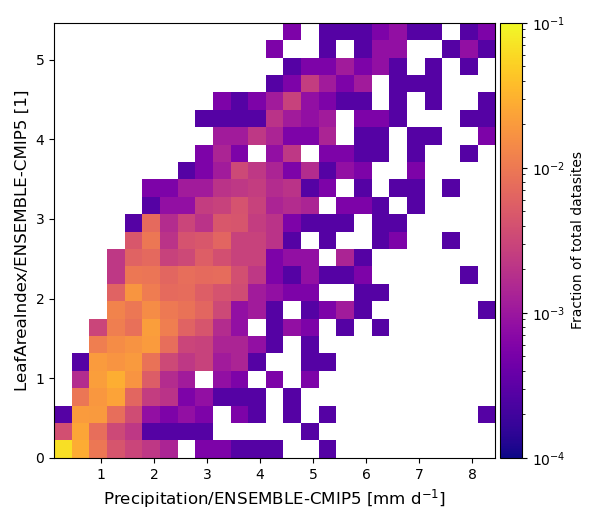 LeafAreaIndex/ENSEMBLE-CMIP5 [1]
5
4
3
2
1
0
1 2 3 4 5 6 7 8
Precipitation/ENSEMBLE-CMIP5 [mm d⁻¹]
10⁻¹
10⁻²
10⁻³
10⁻⁴
Fraction of total datasites